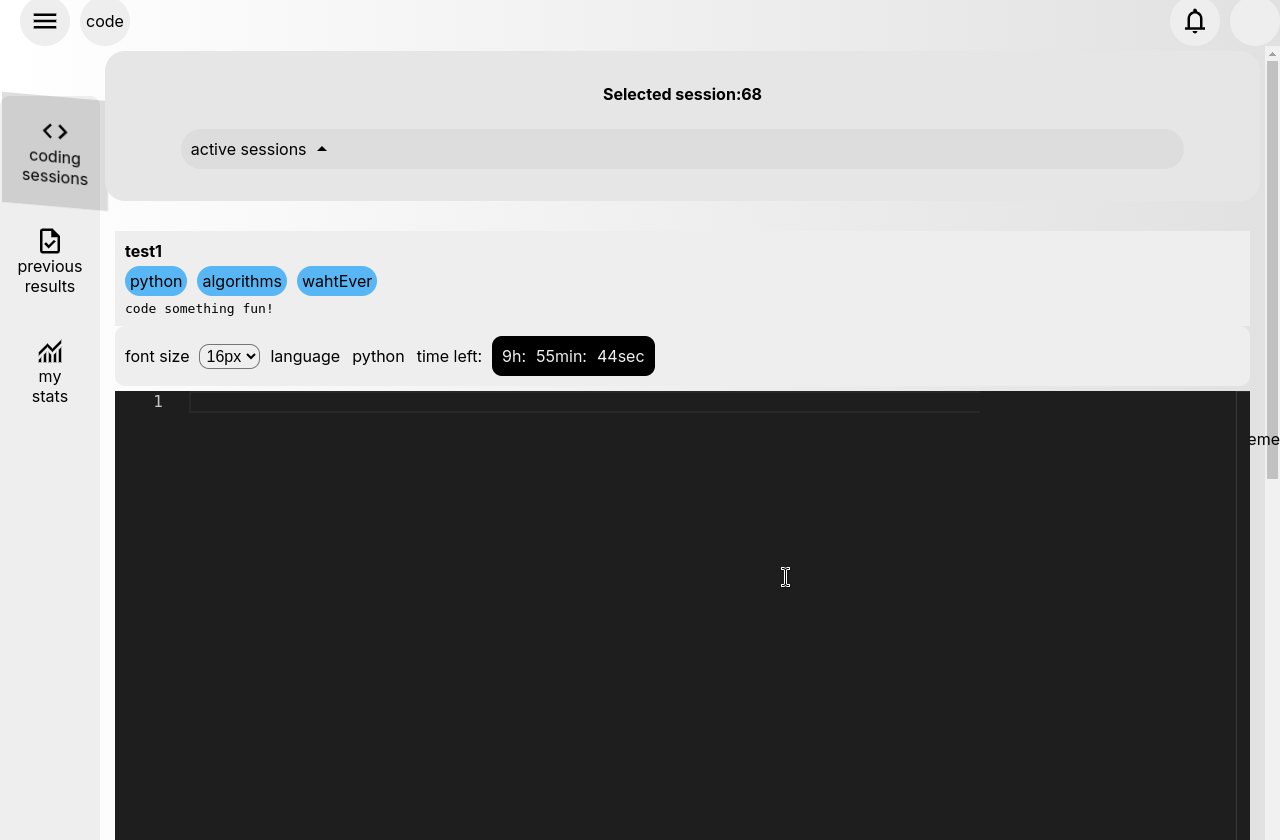 code
Selected session:68
active sessions
coding
sessions
previous
results
my
stats
test1
python algorithms wahtEver
code something fun!
font size 16px language python time left: 9h: 55min: 44sec
1
eme